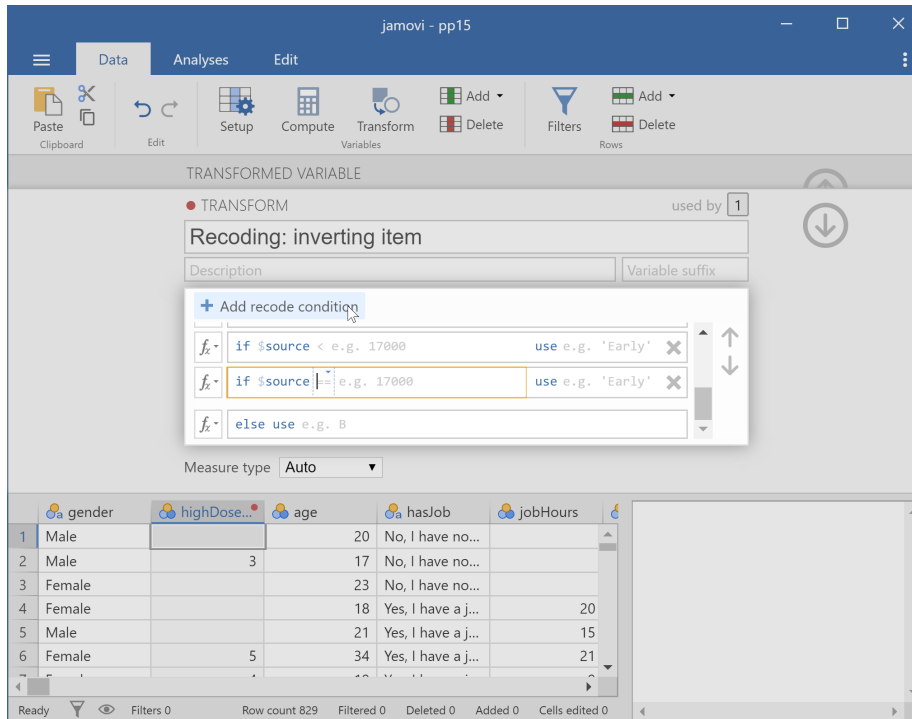 jamovi - pp15
Data Analyses Edit
Paste
Clipboard
Edit
Setup Compute Transform
Add
Delete
Variables
Filters
Add
Delete
Rows
TRANSFORMED VARIABLE
TRANSFORM used by 1
Recoding: inverting item
Description Variable suffix
+ Add recode condition
fx if $source < e.g. 17000 use e.g. 'Early'
fx if $source == e.g. 17000 use e.g. 'Early'
fx else use e.g. B
Measure type Auto
gender highDose... age hasJob jobHours
1 Male 20 No, I have no...
2 Male 3 17 No, I have no...
3 Female 23 No, I have no...
4 Female 18 Yes, I have a j... 20
5 Male 21 Yes, I have a j... 15
6 Female 5 34 Yes, I have a j... 21
Ready Filters 0 Row count 829 Filtered 0 Deleted 0 Added 0 Cells edited 0